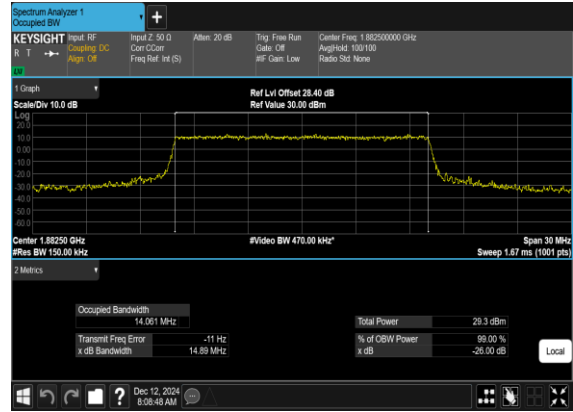 Spectrum Analyzer 1
Occupied BW
+
KEYSIGHT Input: RF Input Z: 50 Ω Atten: 20 dB Trig: Free Run Center Freq: 1.882500000 GHz
R T Coupling: DC Corr CCorr Gate: Off Avg|Hold: 100/100
Align: Off Freq Ref: Int (S) #IF Gain: Low Radio Std: None
1 Graph Ref Lvl Offset 28.40 dB
Scale/Div 10.0 dB Ref Value 30.00 dBm
Log
20.0
10.0
0.00
-10.0
-20.0
-30.0
-40.0
-50.0
-60.0
Center 1.88250 GHz #Video BW 470.00 kHz* Span 30 MHz
#Res BW 150.00 kHz Sweep 1.67 ms (1001 pts)
2 Metrics
Occupied Bandwidth
14.061 MHz Total Power 29.3 dBm
Transmit Freq Error -11 Hz % of OBW Power 99.00 %
x dB Bandwidth 14.89 MHz x dB -26.00 dB
Local
? Dec 12, 2024
8:08:48 AM